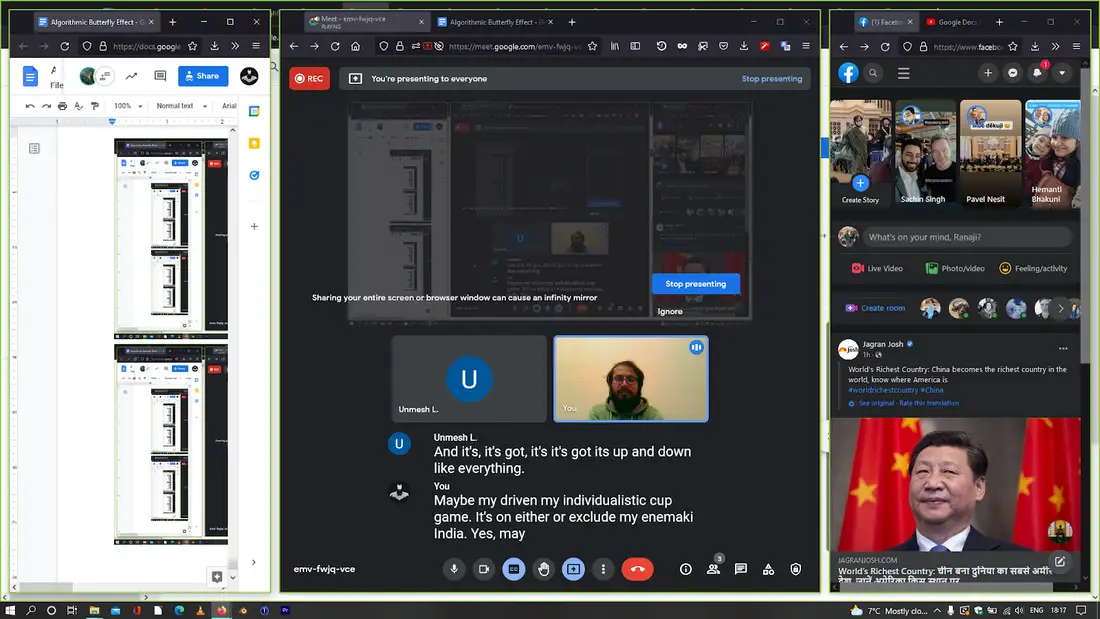 Algorithmic Butterfly Effect - G
https://docs.google
File
Share
100%
Normal text
Arial
Meet - emv-fwjq-vce
PLAYING
Algorithmic Butterfly Effect - G
https://meet.google.com/emv-fwjq-v
REC
You're presenting to everyone
Stop presenting
Sharing your entire screen or browser window can cause an infinity mirror
Stop presenting
Ignore
U
Unmesh L.
You
U
Unmesh L.
And it's, it's got, it's it's got its up and down
like everything.
You
Maybe my driven my individualistic cup
game. It's on either or exclude my enemaki
India. Yes, may
emv-fwjq-vce
3
(1) Faceb
Google Docs
https://www.facebo
1
Create Story
Sachin Singh
moc děkuji
Pavel Nesit
Hemanti
Bhakuni
What's on your mind, Ranaji?
Live Video
Photo/video
Feeling/activity
Create room
Jagran Josh
1h
World's Richest Country: China becomes the richest country in the
world, know where America is
#worldrichestcountry #China
See original · Rate this translation
JAGRANJOSH.COM
World's Richest Country: चीन बना दुनिया का सबसे अमीर
7°C Mostly clo...
ENG
18:17